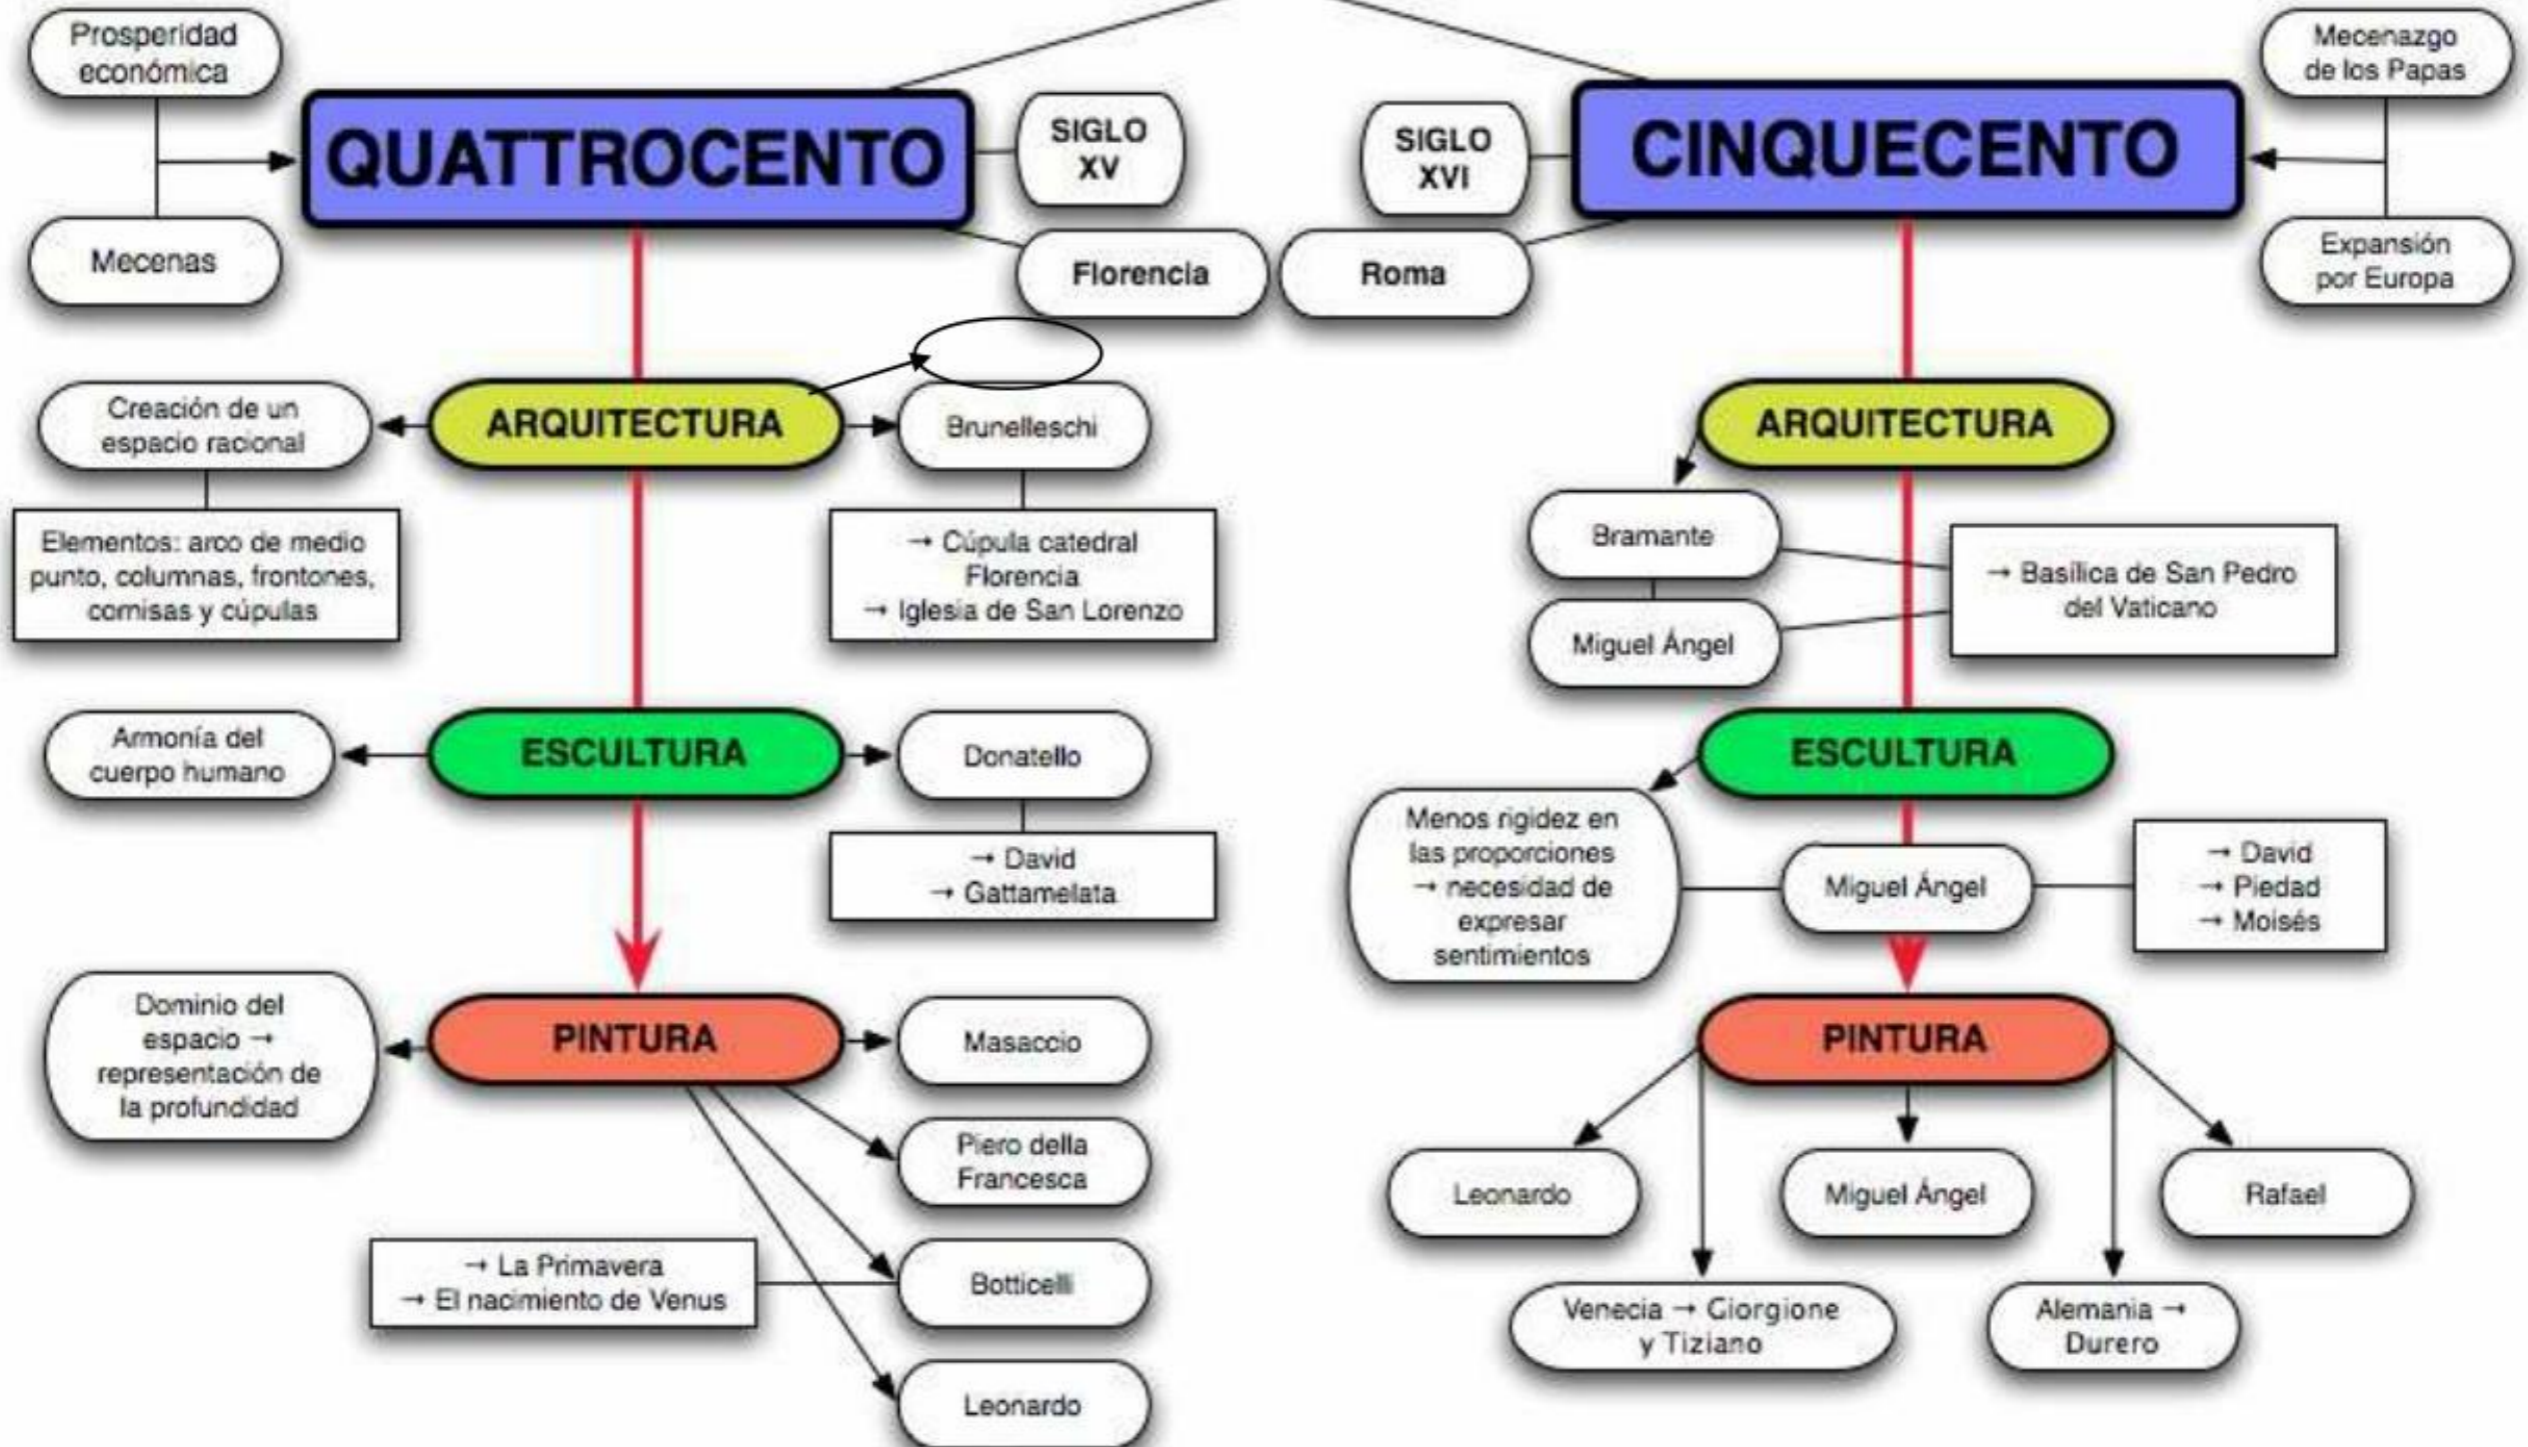 Prosperidad
económica
Mecenas
QUATTROCENTO
SIGLO
XV
Florencia
ARQUITECTURA
Creación de un
espacio racional
Elementos: arco de medio
punto, columnas, frontones,
cornisas y cúpulas
Brunelleschi
→ Cúpula catedral
Florencia
→ Iglesia de San Lorenzo
ESCULTURA
Armonía del
cuerpo humano
Donatello
→ David
→ Gattamelata
PINTURA
Dominio del
espacio →
representación de
la profundidad
Masaccio
Piero della
Francesca
Botticelli
→ La Primavera
→ El nacimiento de Venus
Leonardo
CINQUECENTO
SIGLO
XVI
Roma
Mecenazgo
de los Papas
Expansión
por Europa
ARQUITECTURA
Bramante
Miguel Ángel
→ Basílica de San Pedro
del Vaticano
ESCULTURA
Menos rigidez en
las proporciones
→ necesidad de
expresar
sentimientos
Miguel Ángel
→ David
→ Piedad
→ Moisés
PINTURA
Leonardo
Venecia → Giorgione
y Tiziano
Miguel Ángel
Alemania →
Durero
Rafael